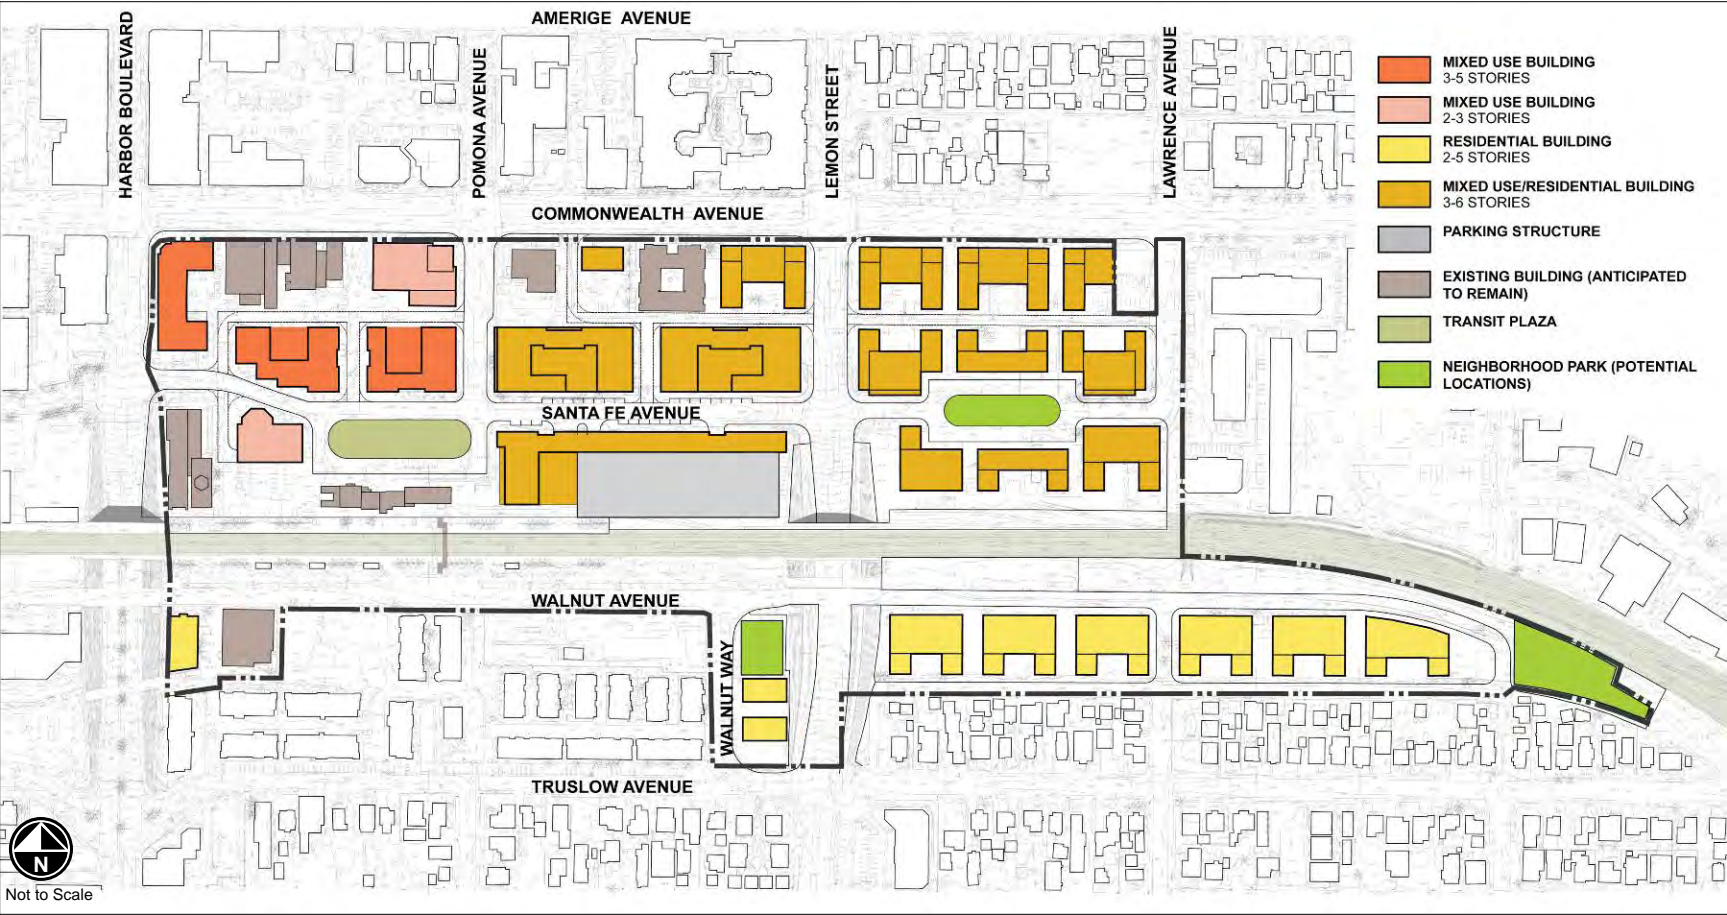 AMERIGE AVENUE
HARBOR BOULEVARD
POMONA AVENUE
LEMON STREET
LAWRENCE AVENUE
COMMONWEALTH AVENUE
SANTA FE AVENUE
WALNUT AVENUE
WALNUT WAY
TRUSLOW AVENUE
MIXED USE BUILDING
3-5 STORIES
MIXED USE BUILDING
2-3 STORIES
RESIDENTIAL BUILDING
2-5 STORIES
MIXED USE/RESIDENTIAL BUILDING
3-6 STORIES
PARKING STRUCTURE
EXISTING BUILDING (ANTICIPATED
TO REMAIN)
TRANSIT PLAZA
NEIGHBORHOOD PARK (POTENTIAL
LOCATIONS)
N
Not to Scale